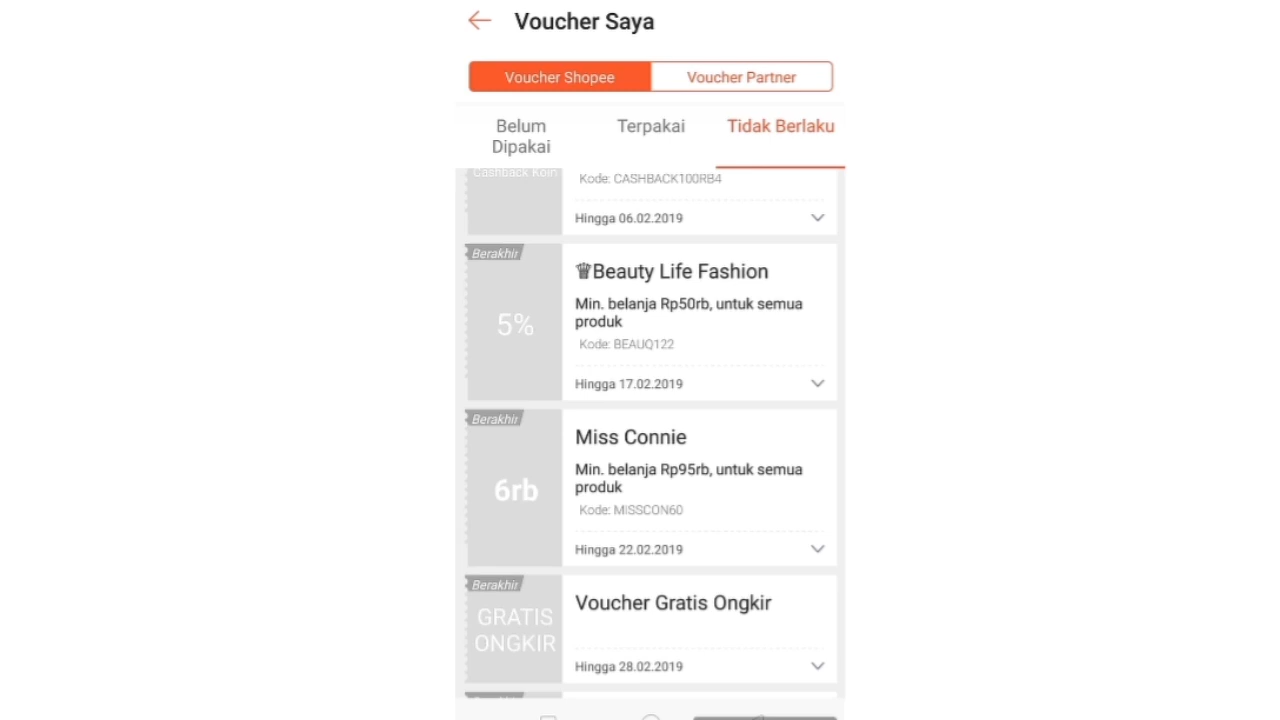 Voucher Saya
Voucher Shopee
Voucher Partner
Belum
Dipakai
Terpakai
Tidak Berlaku
Cashback Koin
Kode: CASHBACK100RB4
Hingga 06.02.2019
Berakhir
5%
♛Beauty Life Fashion
Min. belanja Rp50rb, untuk semua
produk
Kode: BEAUQ122
Hingga 17.02.2019
Berakhir
6rb
Miss Connie
Min. belanja Rp95rb, untuk semua
produk
Kode: MISSCON60
Hingga 22.02.2019
Berakhir
GRATIS
ONGKIR
Voucher Gratis Ongkir
Hingga 28.02.2019